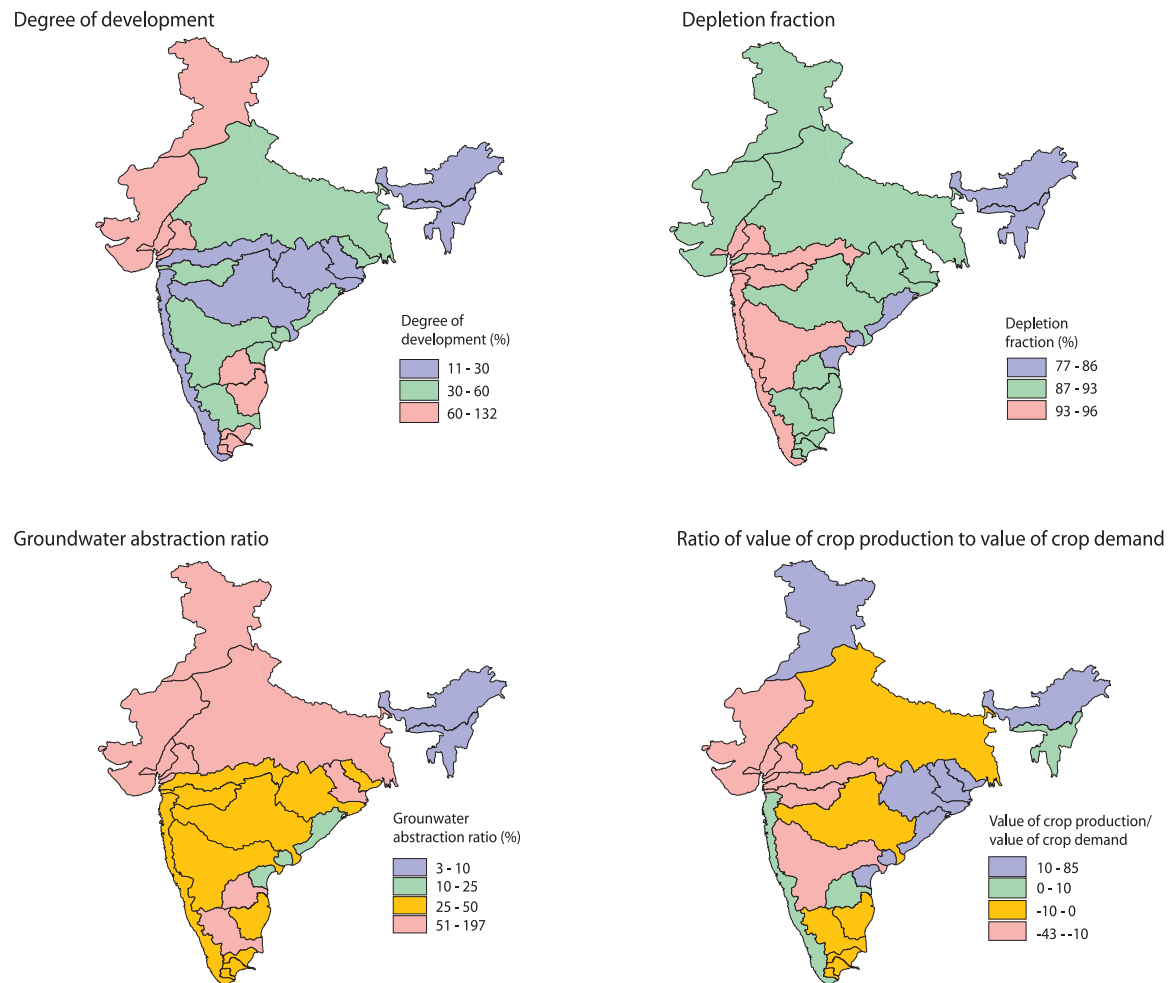 Degree of development
Depletion fraction
Degree of
development (%)
11 - 30
30 - 60
60 - 132
Depletion
fraction (%)
77 - 86
87 - 93
93 - 96
Groundwater abstraction ratio
Ratio of value of crop production to value of crop demand
Grounwater
abstraction ratio (%)
3 - 10
10 - 25
25 - 50
51 - 197
Value of crop production/
value of crop demand
10 - 85
0 - 10
-10 - 0
-43 - -10